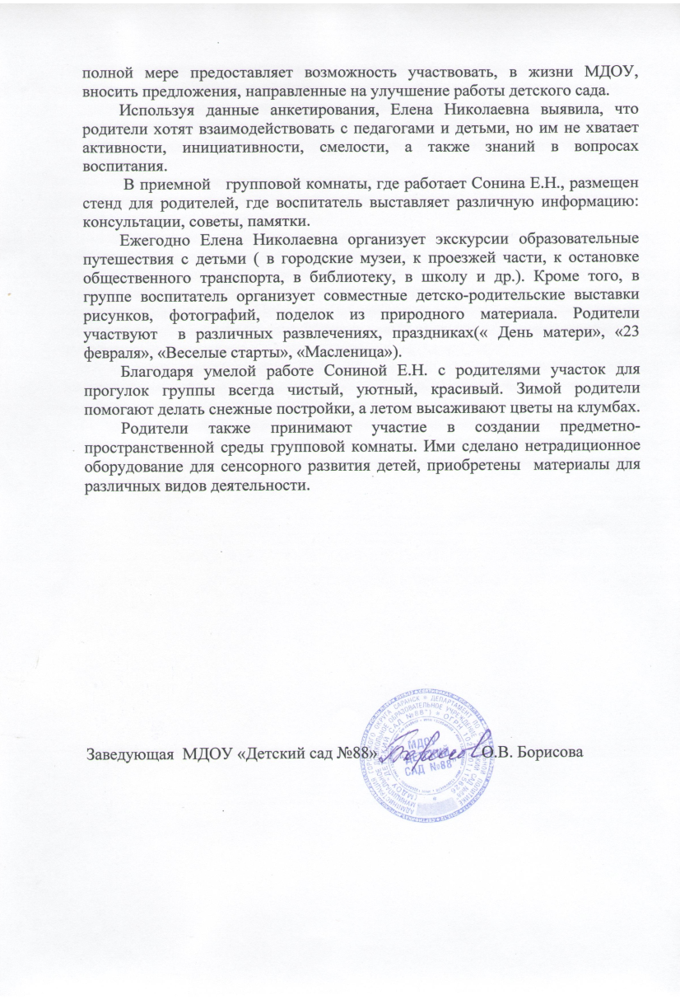 полной мере предоставляет возможность участвовать, в жизни МДОУ,
вносить предложения, направленные на улучшение работы детского сада.
Используя данные анкетирования, Елена Николаевна выявила, что
родители хотят взаимодействовать с педагогами и детьми, но им не хватает
активности, инициативности, смелости, а также знаний в вопросах
воспитания.
В приемной групповой комнаты, где работает Сонина Е.Н., размещен
стенд для родителей, где воспитатель выставляет различную информацию:
консультации, советы, памятки.
Ежегодно Елена Николаевна организует экскурсии образовательные
путешествия с детьми ( в городские музеи, к проезжей части, к остановке
общественного транспорта, в библиотеку, в школу и др.). Кроме того, в
группе воспитатель организует совместные детско-родительские выставки
рисунков, фотографий, поделок из природного материала. Родители
участвуют в различных развлечениях, праздниках(« День матери», «23
февраля», «Веселые старты», «Масленица»).
Благодаря умелой работе Сониной Е.Н. с родителями участок для
прогулок группы всегда чистый, уютный, красивый. Зимой родители
помогают делать снежные постройки, а летом высаживают цветы на клумбах.
Родители также принимают участие в создании предметно-
пространственной среды групповой комнаты. Ими сделано нетрадиционное
оборудование для сенсорного развития детей, приобретены материалы для
различных видов деятельности.
Заведующая МДОУ «Детский сад №88» О.В. Борисова
МДОУ
САД №88"